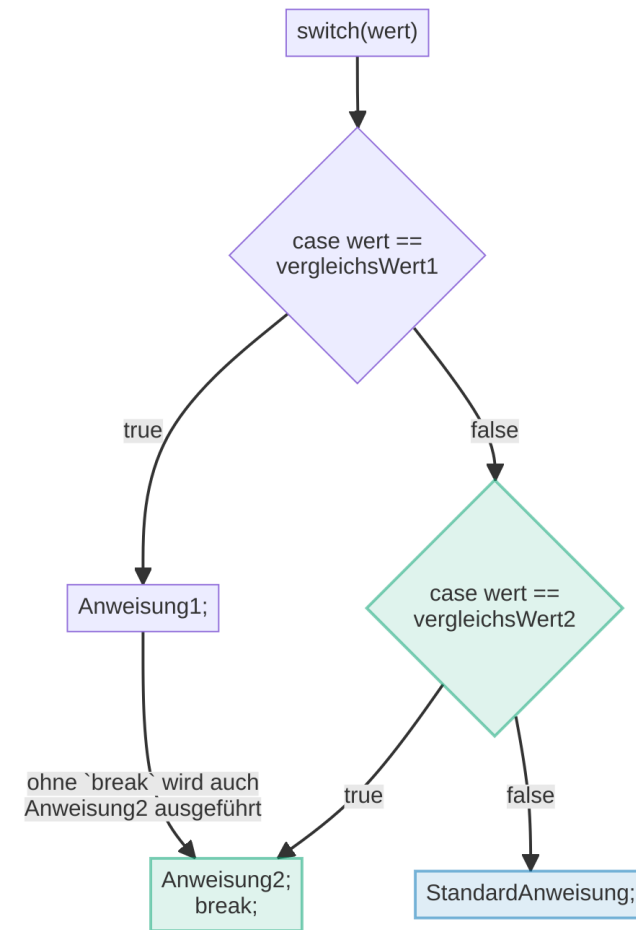 switch(wert)
case wert ==
vergleichsWert1
true
false
Anweisung1;
case wert ==
vergleichsWert2
ohne `break` wird auch
Anweisung2 ausgeführt
true
false
Anweisung2;
break;
StandardAnweisung;